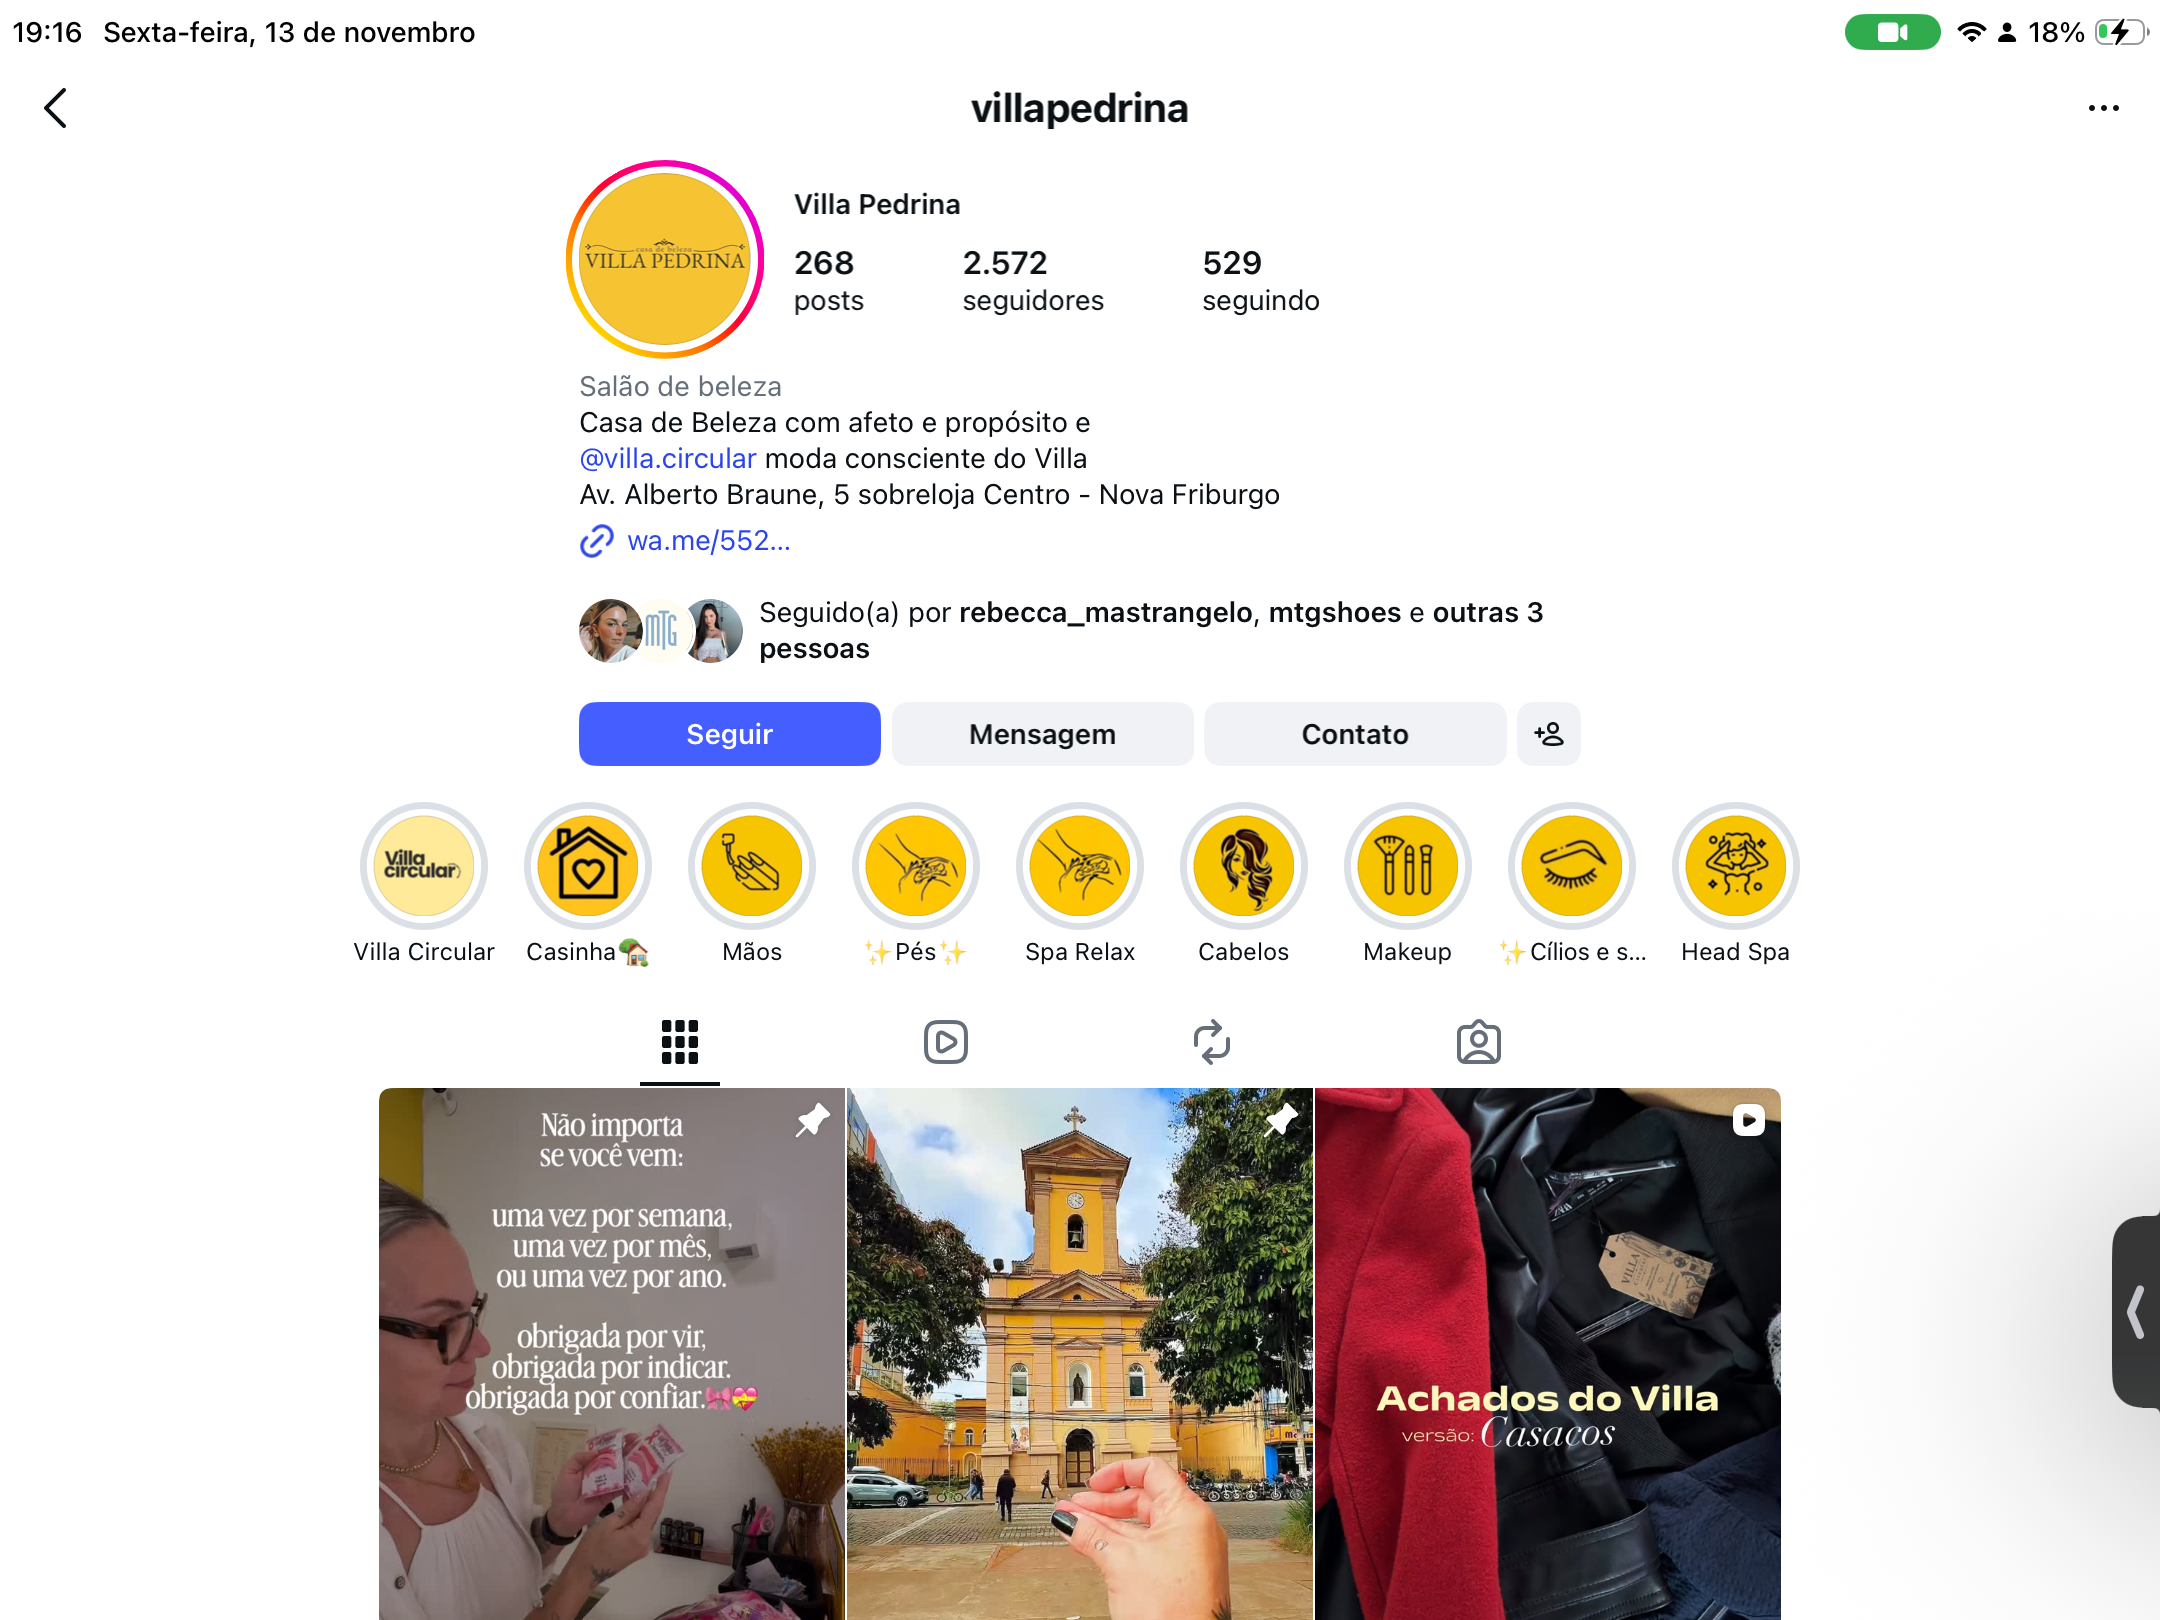 19:16 Sexta-feira, 13 de novembro
18%
villapedrina
casa de beleza
VILLA PEDRINA
Villa Pedrina
268 2.572 529
posts seguidores seguindo
Salão de beleza
Casa de Beleza com afeto e propósito e
@villa.circular moda consciente do Villa
Av. Alberto Braune, 5 sobreloja Centro - Nova Friburgo
wa.me/552...
MTG
Seguido(a) por rebecca_mastrangelo, mtgshoes e outras 3
pessoas
Seguir Mensagem Contato
Villa
circular
Villa Circular Casinha🏡 Mãos ✨Pés✨ Spa Relax Cabelos Makeup ✨Cílios e s... Head Spa
Não importa
se você vem:
uma vez por semana,
uma vez por mês,
ou uma vez por ano.
obrigada por vir,
obrigada por indicar.
obrigada por confiar.🎀💝
VILLA
Achados do Villa
versão: Casacos